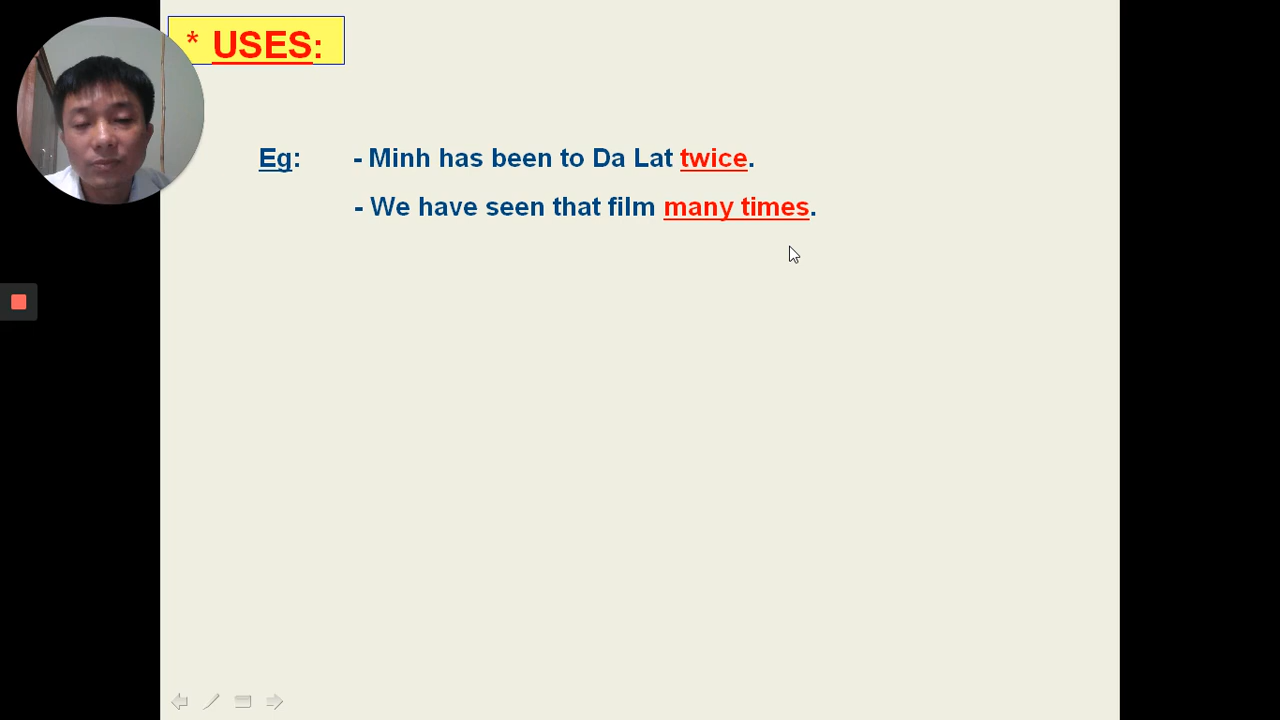 * USES:
Eg: - Minh has been to Da Lat twice.
- We have seen that film many times.